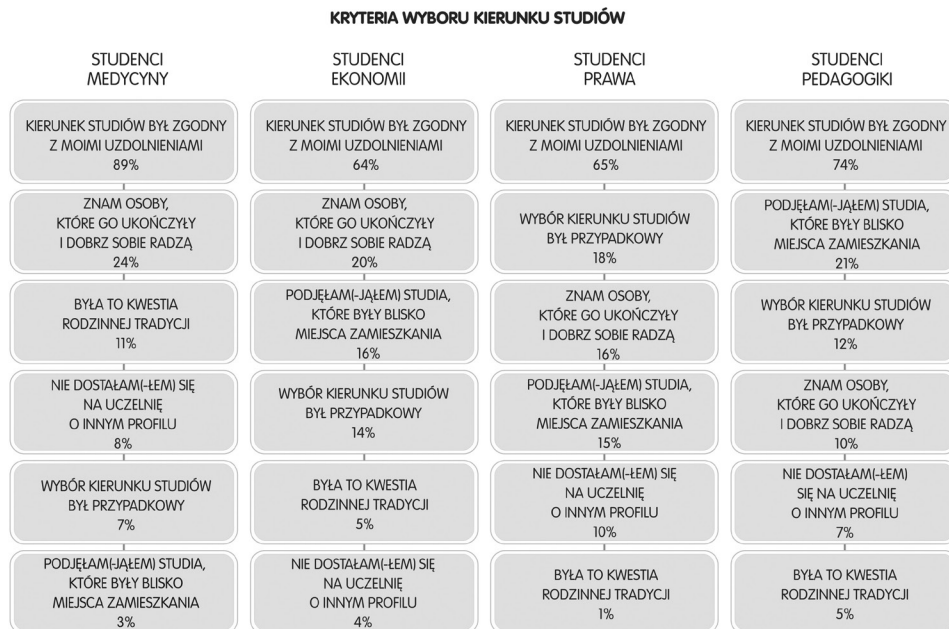 KRYTERIA WYBORU KIERUNKU STUDIÓW
STUDENCI
MEDYCYNY
KIERUNEK STUDIÓW BYŁ ZGODNY
Z MOIMI UZDOLNIENIAMI
89%
ZNAM OSOBY,
KTÓRE GO UKOŃCZYŁY
I DOBRZ SOBIE RADZĄ
24%
BYŁA TO KWESTIA
RODZINNEJ TRADYCJI
11%
NIE DOSTAŁAM(-ŁEM) SIĘ
NA UCZELNIĘ
O INNYM PROFILU
8%
WYBÓR KIERUNKU STUDIÓW
BYŁ PRZYPADKOWY
7%
PODJĘŁAM(-JĄŁEM) STUDIA,
KTÓRE BYŁY BLISKO
MIEJSCA ZAMIESZKANIA
3%
STUDENCI
EKONOMII
KIERUNEK STUDIÓW BYŁ ZGODNY
Z MOIMI UZDOLNIENIAMI
64%
ZNAM OSOBY,
KTÓRE GO UKOŃCZYŁY
I DOBRZ SOBIE RADZĄ
20%
PODJĘŁAM(-JĄŁEM) STUDIA,
KTÓRE BYŁY BLISKO
MIEJSCA ZAMIESZKANIA
16%
WYBÓR KIERUNKU STUDIÓW
BYŁ PRZYPADKOWY
14%
BYŁA TO KWESTIA
RODZINNEJ TRADYCJI
5%
NIE DOSTAŁAM(-ŁEM) SIĘ
NA UCZELNIĘ
O INNYM PROFILU
4%
STUDENCI
PRAWA
KIERUNEK STUDIÓW BYŁ ZGODNY
Z MOIMI UZDOLNIENIAMI
65%
WYBÓR KIERUNKU STUDIÓW
BYŁ PRZYPADKOWY
18%
ZNAM OSOBY,
KTÓRE GO UKOŃCZYŁY
I DOBRZ SOBIE RADZĄ
16%
PODJĘŁAM(-JĄŁEM) STUDIA,
KTÓRE BYŁY BLISKO
MIEJSCA ZAMIESZKANIA
15%
NIE DOSTAŁAM(-ŁEM) SIĘ
NA UCZELNIĘ
O INNYM PROFILU
10%
BYŁA TO KWESTIA
RODZINNEJ TRADYCJI
1%
STUDENCI
PEDAGOGIKI
KIERUNEK STUDIÓW BYŁ ZGODNY
Z MOIMI UZDOLNIENIAMI
74%
PODJĘŁAM(-JĄŁEM) STUDIA,
KTÓRE BYŁY BLISKO
MIEJSCA ZAMIESZKANIA
21%
WYBÓR KIERUNKU STUDIÓW
BYŁ PRZYPADKOWY
12%
ZNAM OSOBY,
KTÓRE GO UKOŃCZYŁY
I DOBRZ SOBIE RADZĄ
10%
NIE DOSTAŁAM(-ŁEM)
SIĘ NA UCZELNIĘ
O INNYM PROFILU
7%
BYŁA TO KWESTIA
RODZINNEJ TRADYCJI
5%